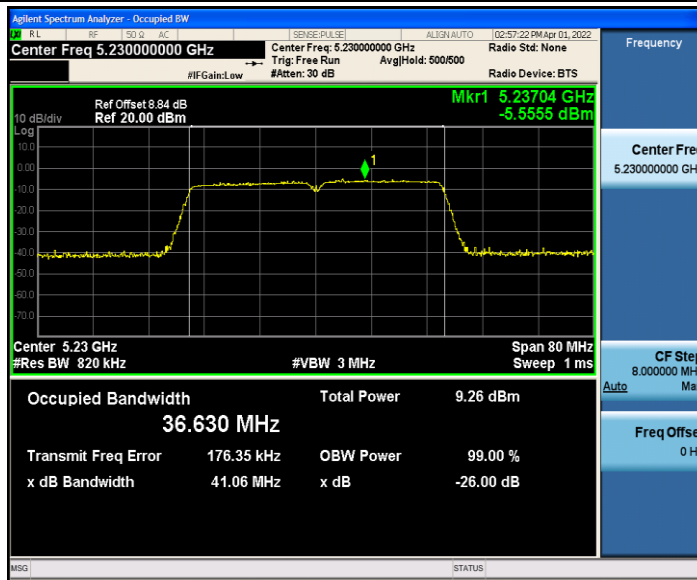 Agilent Spectrum Analyzer - Occupied BW
RL RF 50 Ω AC SENSE:PULSE ALIGN AUTO 02:57:22 PM Apr 01, 2022
Center Freq 5.230000000 GHz Center Freq: 5.230000000 GHz Radio Std: None Frequency
Trig: Free Run Avg|Hold: 500/500
#IFGain:Low #Atten: 30 dB Radio Device: BTS
Ref Offset 8.84 dB Mkr1 5.23704 GHz
10 dB/div Ref 20.00 dBm -5.5555 dBm
Log
10.0
0.00
-10.0
-20.0
-30.0
-40.0
-50.0
-60.0
-70.0
1
Center Fre
5.230000000 GH
Center 5.23 GHz Span 80 MHz
#Res BW 820 kHz #VBW 3 MHz Sweep 1 ms
CF Step
8.000000 MH
Auto Ma
Occupied Bandwidth Total Power 9.26 dBm
36.630 MHz
Transmit Freq Error 176.35 kHz OBW Power 99.00 %
x dB Bandwidth 41.06 MHz x dB -26.00 dB
Freq Offse
0 H
MSG STATUS